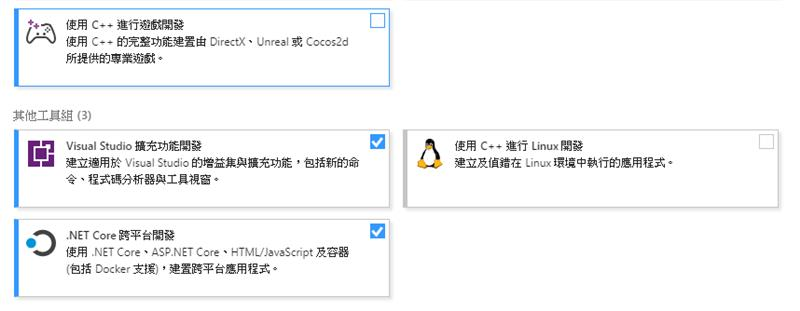 使用 C++ 進行遊戲開發
使用 C++ 的完整功能建置由 DirectX、Unreal 或 Cocos2d
所提供的專業遊戲。
其他工具組 (3)
Visual Studio 擴充功能開發
建立適用於 Visual Studio 的增益集與擴充功能，包括新的命
令、程式碼分析器與工具視窗。
使用 C++ 進行 Linux 開發
建立及偵錯在 Linux 環境中執行的應用程式。
.NET Core 跨平台開發
使用 .NET Core、ASP.NET Core、HTML/JavaScript 及容器
(包括 Docker 支援)，建置跨平台應用程式。